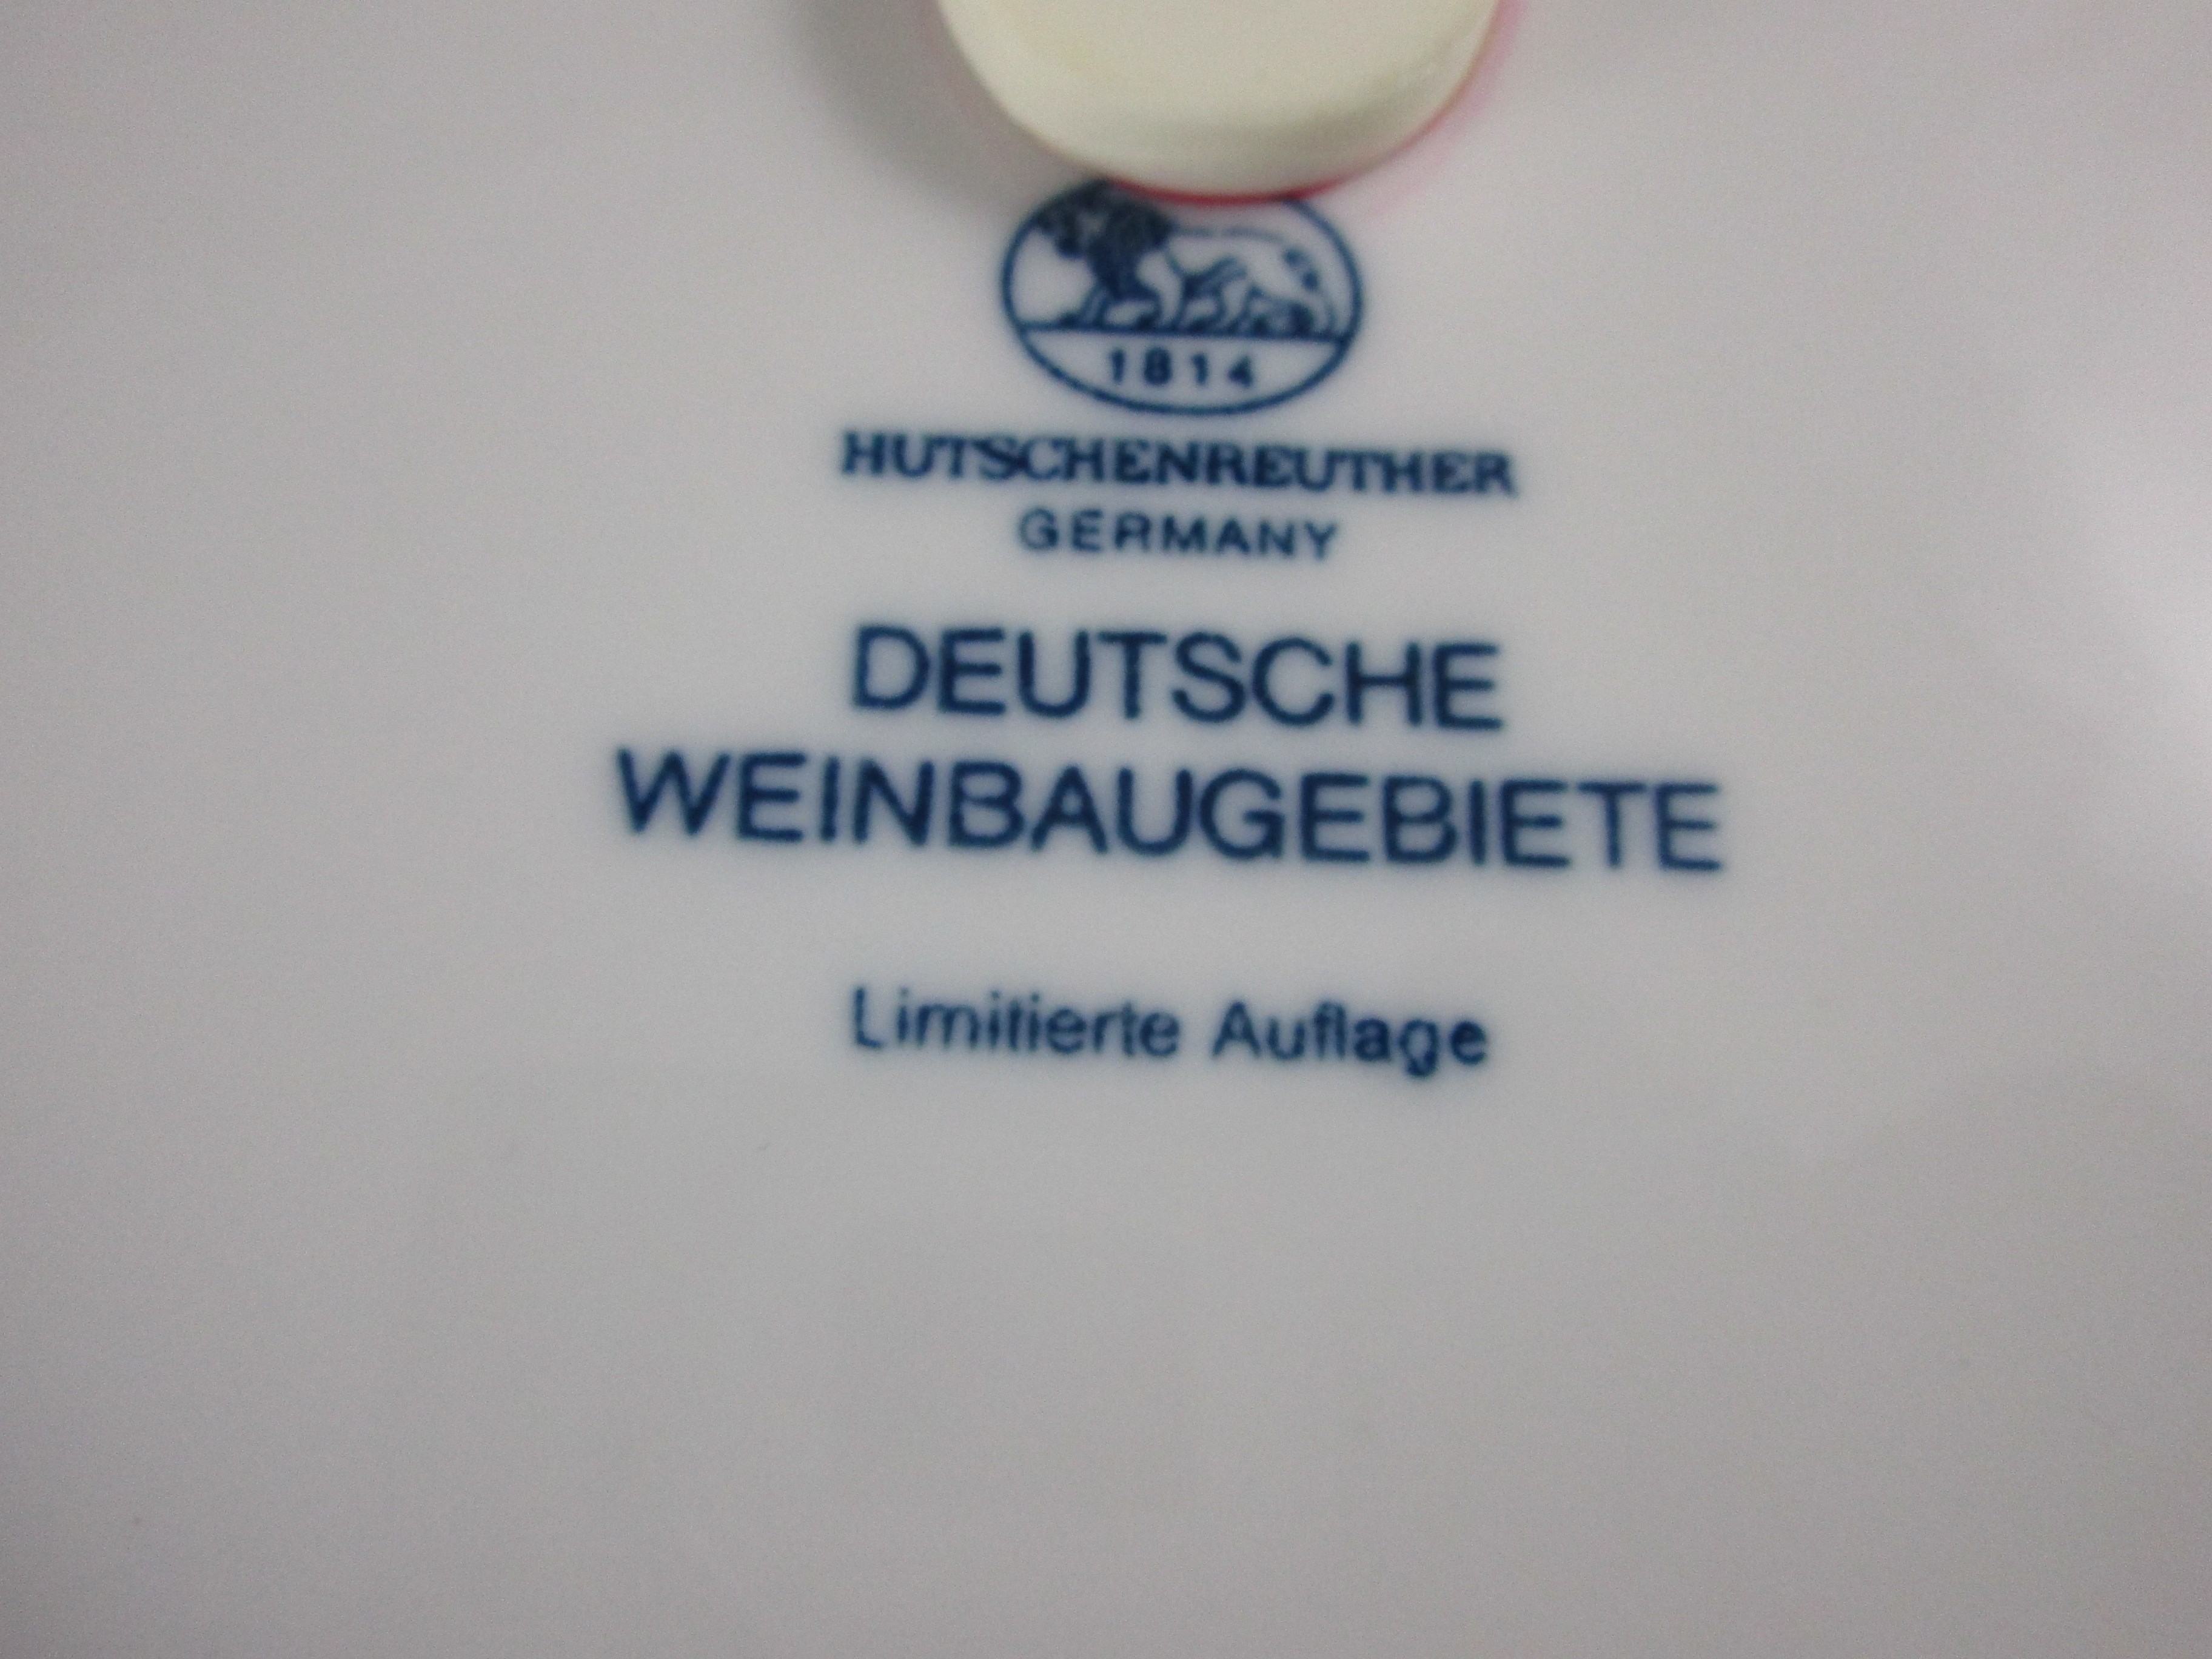 1814
HUTSCHENREUTHER
GERMANY
DEUTSCHE
WEINBAUGEBIETE
Limitierte Auflage